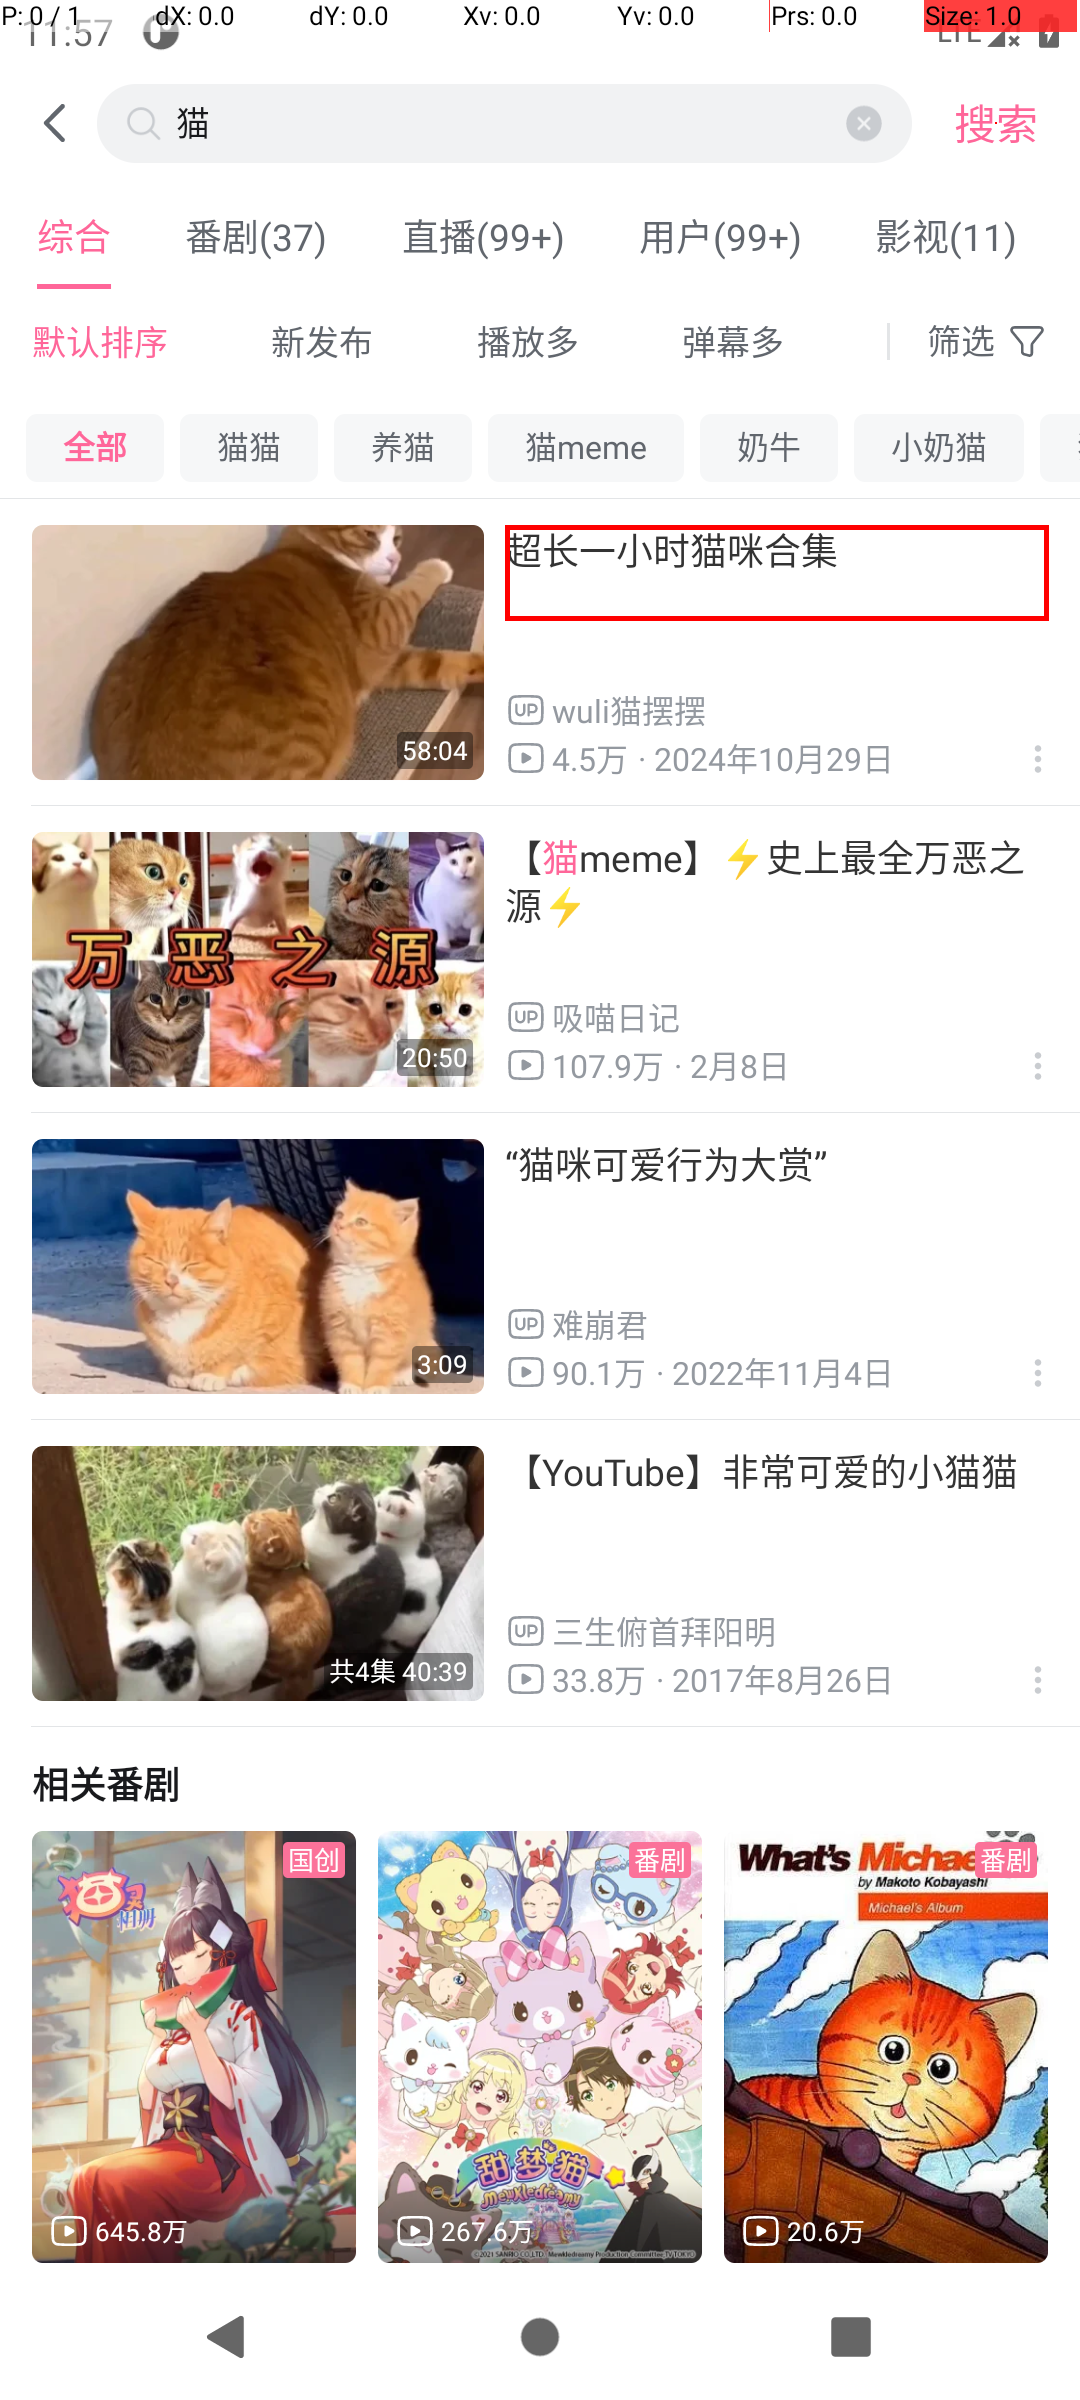 P: 0 / 1 dX: 0.0 dY: 0.0 Xv: 0.0 Yv: 0.0 Prs: 0.0 Size: 1.0
11:57 LTE
猫 搜索
综合 番剧(37) 直播(99+) 用户(99+) 影视(11)
默认排序 新发布 播放多 弹幕多 筛选
全部 猫猫 养猫 猫meme 奶牛 小奶猫
超长一小时猫咪合集
58:04
UP wuli猫摆摆
4.5万 · 2024年10月29日
万恶之源
20:50
【猫meme】⚡史上最全万恶之
源⚡
UP 吸喵日记
107.9万 · 2月8日
3:09
“猫咪可爱行为大赏”
UP 难崩君
90.1万 · 2022年11月4日
共4集 40:39
【YouTube】非常可爱的小猫猫
UP 三生俯首拜阳明
33.8万 · 2017年8月26日
相关番剧
国创
645.8万
番剧
甜梦猫
Mewkledreamy
267.6万
番剧
What's Michae
by Makoto Kobayashi
Michael's Album
20.6万